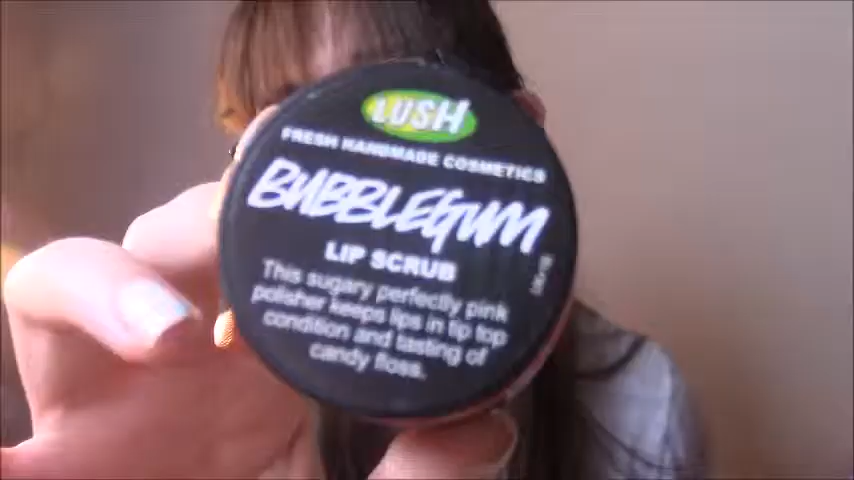 LUSH
FRESH HANDMADE COSMETICS
BUBBLEGUM
LIP SCRUB
This sugary perfectly pink
polisher keeps lips in tip top
condition and tasting of
candy floss.